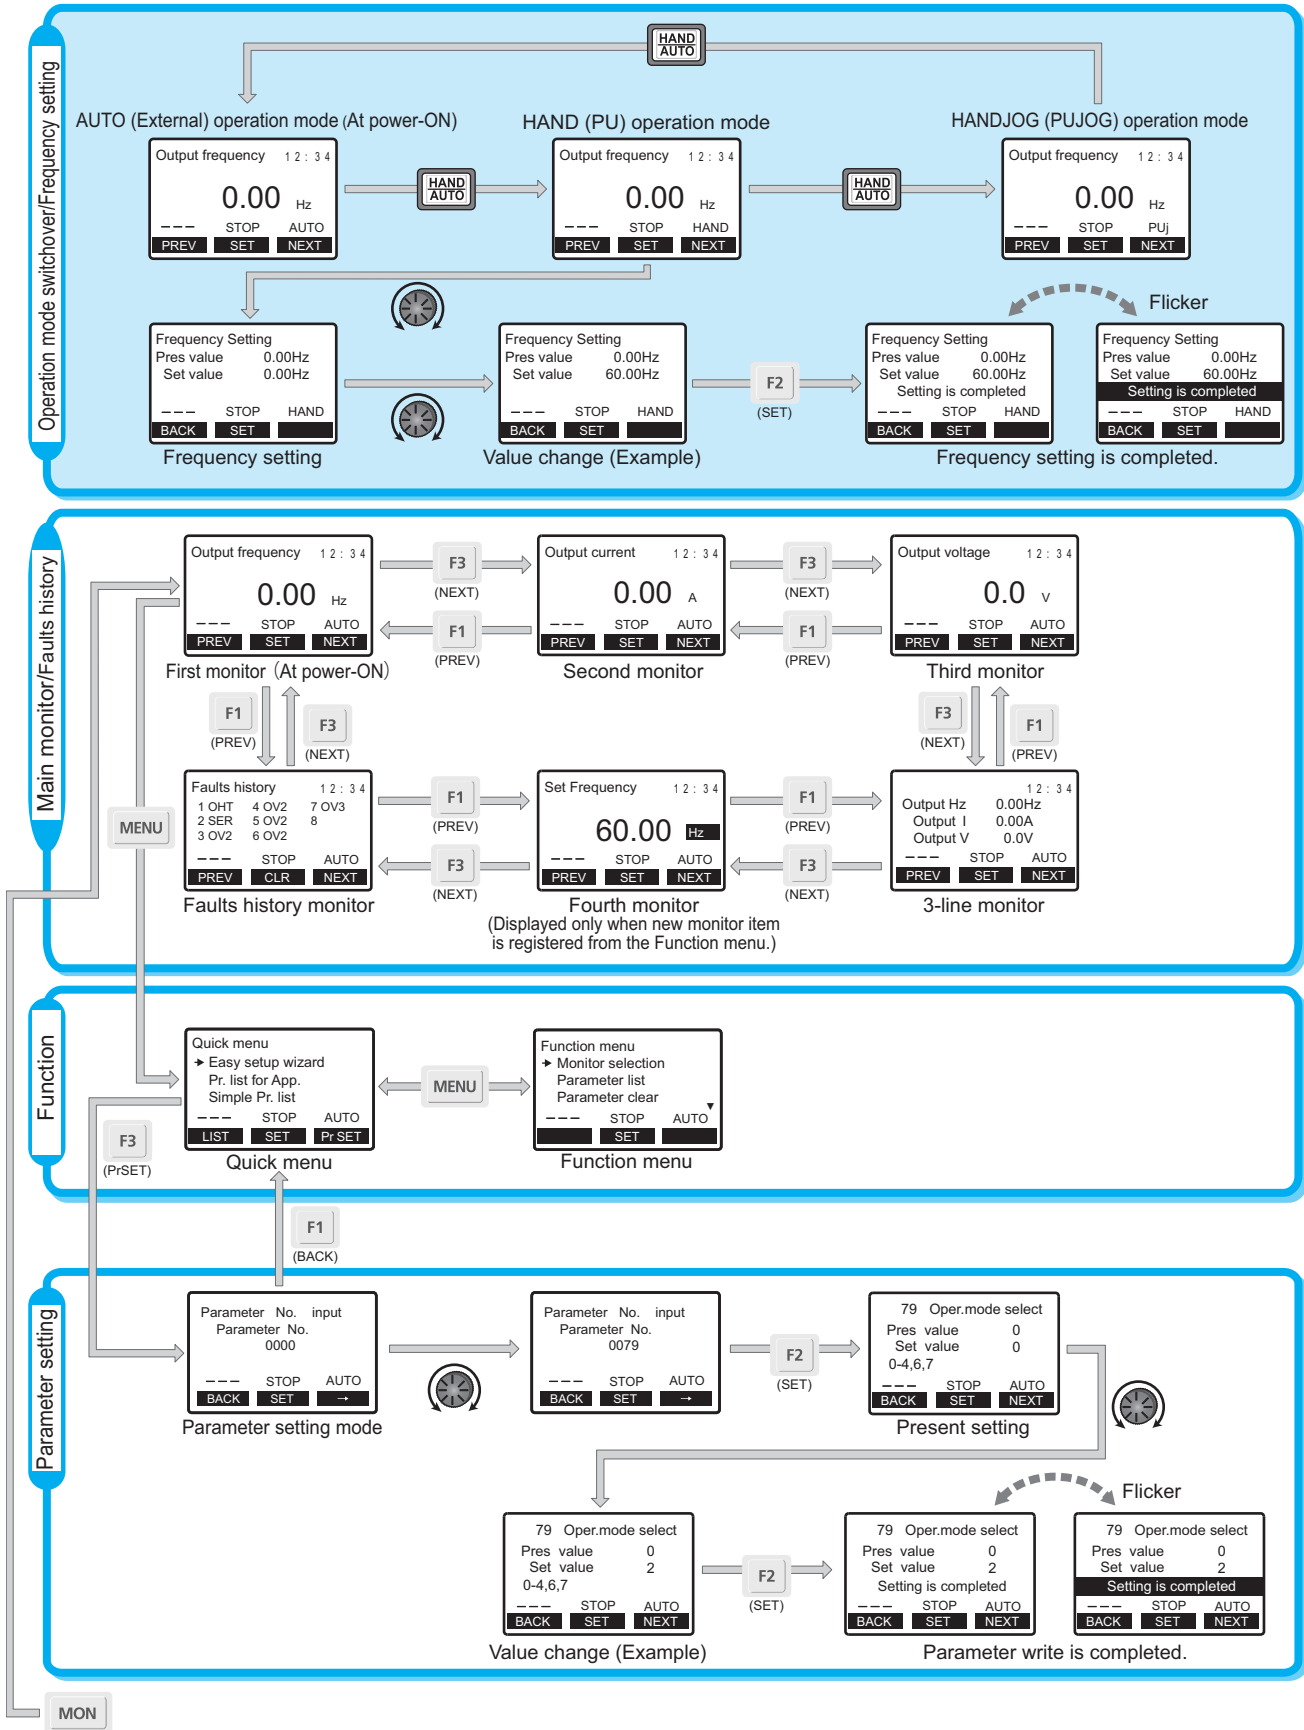 Operation mode switchover/Frequency setting
HAND
AUTO
AUTO (External) operation mode (At power-ON)
HAND (PU) operation mode
HANDJOG (PUJOG) operation mode
Output frequency 12:34
0.00 Hz
--- STOP AUTO
PREV SET NEXT
HAND
AUTO
Output frequency 12:34
0.00 Hz
--- STOP HAND
PREV SET NEXT
HAND
AUTO
Output frequency 12:34
0.00 Hz
--- STOP PUj
PREV SET NEXT
Flicker
Frequency Setting
Pres value 0.00Hz
Set value 0.00Hz
--- STOP HAND
BACK SET
Frequency setting
Frequency Setting
Pres value 0.00Hz
Set value 60.00Hz
--- STOP HAND
BACK SET
Value change (Example)
F2
(SET)
Frequency Setting
Pres value 0.00Hz
Set value 60.00Hz
Setting is completed
--- STOP HAND
BACK SET
Frequency Setting
Pres value 0.00Hz
Set value 60.00Hz
Setting is completed
--- STOP HAND
BACK SET
Frequency setting is completed.
Main monitor/Faults history
Output frequency 12:34
0.00 Hz
--- STOP AUTO
PREV SET NEXT
First monitor (At power-ON)
F3
(NEXT)
F1
(PREV)
Output current 12:34
0.00 A
--- STOP AUTO
PREV SET NEXT
Second monitor
F3
(NEXT)
F1
(PREV)
Output voltage 12:34
0.0 V
--- STOP AUTO
PREV SET NEXT
Third monitor
F1
(PREV)
F3
(NEXT)
F3
(NEXT)
F1
(PREV)
MENU
Faults history 12:34
1 OHT 4 OV2 7 OV3
2 SER 5 OV2 8
3 OV2 6 OV2
--- STOP AUTO
PREV CLR NEXT
Faults history monitor
F1
(PREV)
F3
(NEXT)
Set Frequency 12:34
60.00 Hz
--- STOP AUTO
PREV SET NEXT
Fourth monitor
(Displayed only when new monitor item
is registered from the Function menu.)
F1
(PREV)
F3
(NEXT)
12:34
Output Hz 0.00Hz
Output I 0.00A
Output V 0.0V
--- STOP AUTO
PREV SET NEXT
3-line monitor
Function
Quick menu
Easy setup wizard
Pr. list for App.
Simple Pr. list
--- STOP AUTO
LIST SET Pr SET
Quick menu
MENU
Function menu
Monitor selection
Parameter list
Parameter clear
--- STOP AUTO
SET
Function menu
F3
(PrSET)
F1
(BACK)
Parameter setting
Parameter No. input
Parameter No.
0000
--- STOP AUTO
BACK SET →
Parameter setting mode
Parameter No. input
Parameter No.
0079
--- STOP AUTO
BACK SET →
F2
(SET)
79 Oper.mode select
Pres value 0
Set value 0
0-4,6,7
--- STOP AUTO
BACK SET NEXT
Present setting
Flicker
79 Oper.mode select
Pres value 0
Set value 2
0-4,6,7
--- STOP AUTO
BACK SET NEXT
Value change (Example)
F2
(SET)
79 Oper.mode select
Pres value 0
Set value 2
Setting is completed
--- STOP AUTO
BACK SET NEXT
79 Oper.mode select
Pres value 0
Set value 2
Setting is completed
--- STOP AUTO
BACK SET NEXT
Parameter write is completed.
MON